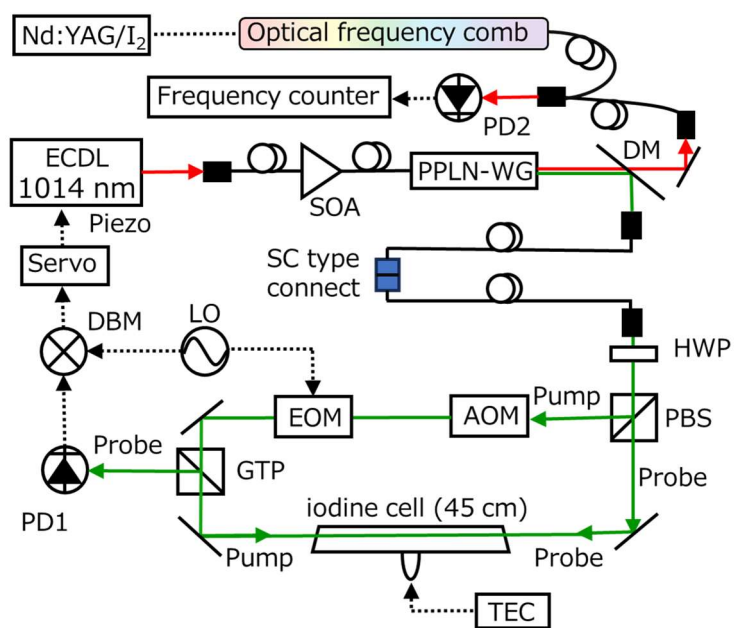 Nd:YAG/I2
Optical frequency comb
Frequency counter
PD2
ECDL
1014 nm
SOA
PPLN-WG
DM
Piezo
Servo
SC type
connect
DBM
LO
HWP
EOM
AOM
Pump
PBS
Probe
GTP
Probe
PD1
iodine cell (45 cm)
Pump
Probe
TEC